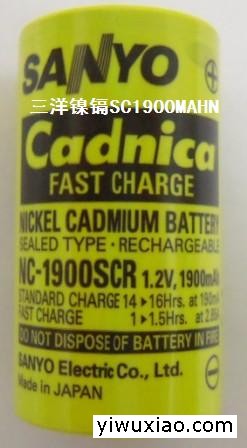 SANYO
三洋镍镉SC1900MAHN
Cadnica
FAST CHARGE
NICKEL CADMIUM BATTERY
SEALED TYPE · RECHARGEABLE
NC-1900SCR 1.2V, 1900mAh
STANDARD CHARGE 14→16Hrs. at 190mA
FAST CHARGE 1→1.5Hrs. at 2.85A
DO NOT DISPOSE OF BATTERY IN FIRE
SANYO Electric Co., Ltd.
Made in JAPAN
yiwuxiao.com